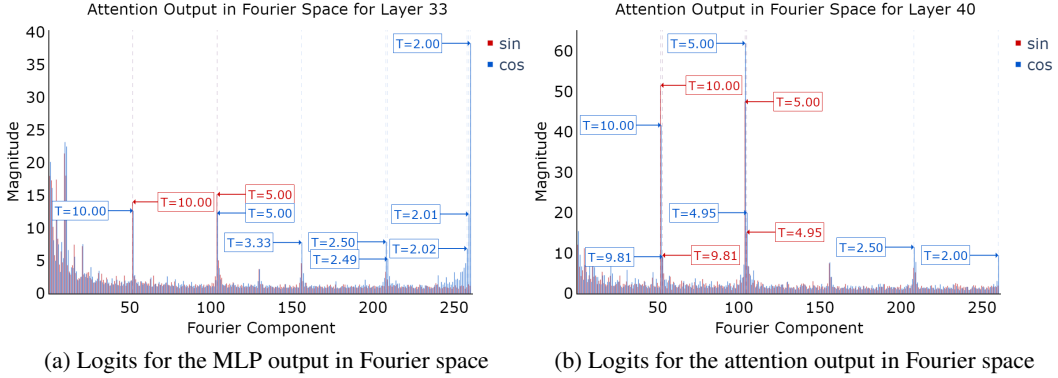 Attention Output in Fourier Space for Layer 33
40
35
30
25
20
15
10
5
0
Magnitude
T=2.00
T=10.00
T=10.00
T=5.00
T=5.00
T=3.33
T=2.50
T=2.49
T=2.01
T=2.02
50
100
150
200
250
Fourier Component
sin
cos
(a) Logits for the MLP output in Fourier space
Attention Output in Fourier Space for Layer 40
60
50
40
30
20
10
0
Magnitude
T=5.00
T=10.00
T=5.00
T=10.00
T=4.95
T=4.95
T=9.81
T=9.81
T=2.50
T=2.00
50
100
150
200
250
Fourier Component
sin
cos
(b) Logits for the attention output in Fourier space